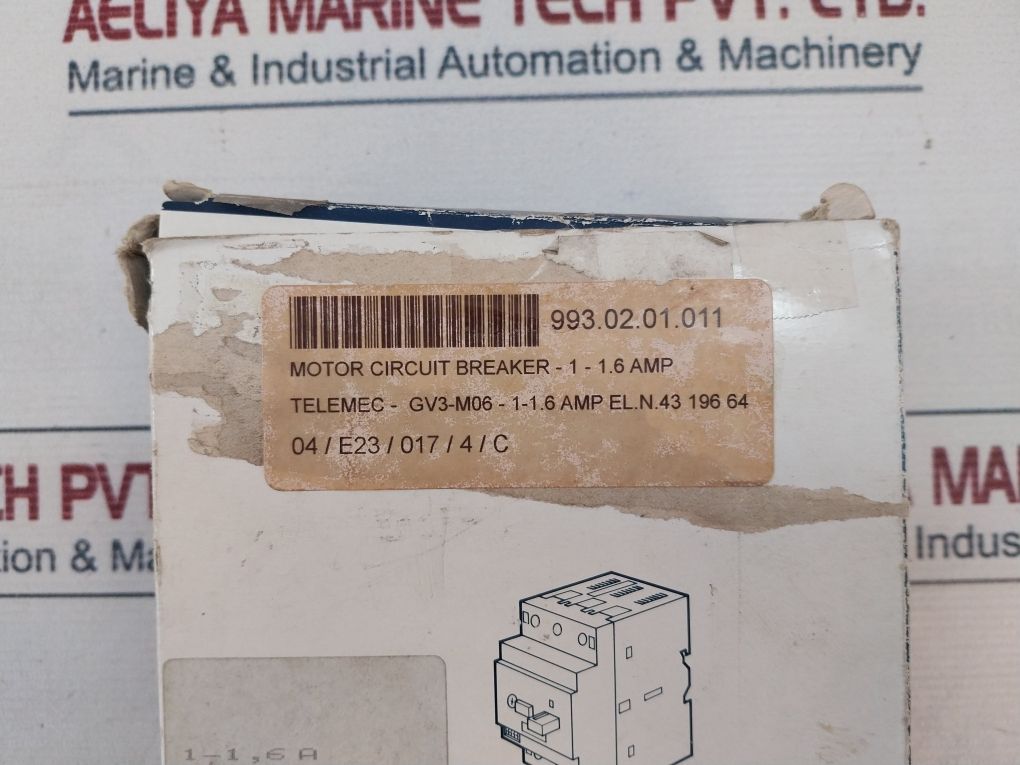 AELIYA MARINE TECH PVT. LTD.
Marine & Industrial Automation & Machinery
993.02.01.011
MOTOR CIRCUIT BREAKER - 1 - 1.6 AMP
TELEMEC - GV3-M06 - 1-1.6 AMP EL.N.43 196 64
04 / E23 / 017 / 4 / C
CH PVT
MA
tion & Ma
Indus
1-1,6A